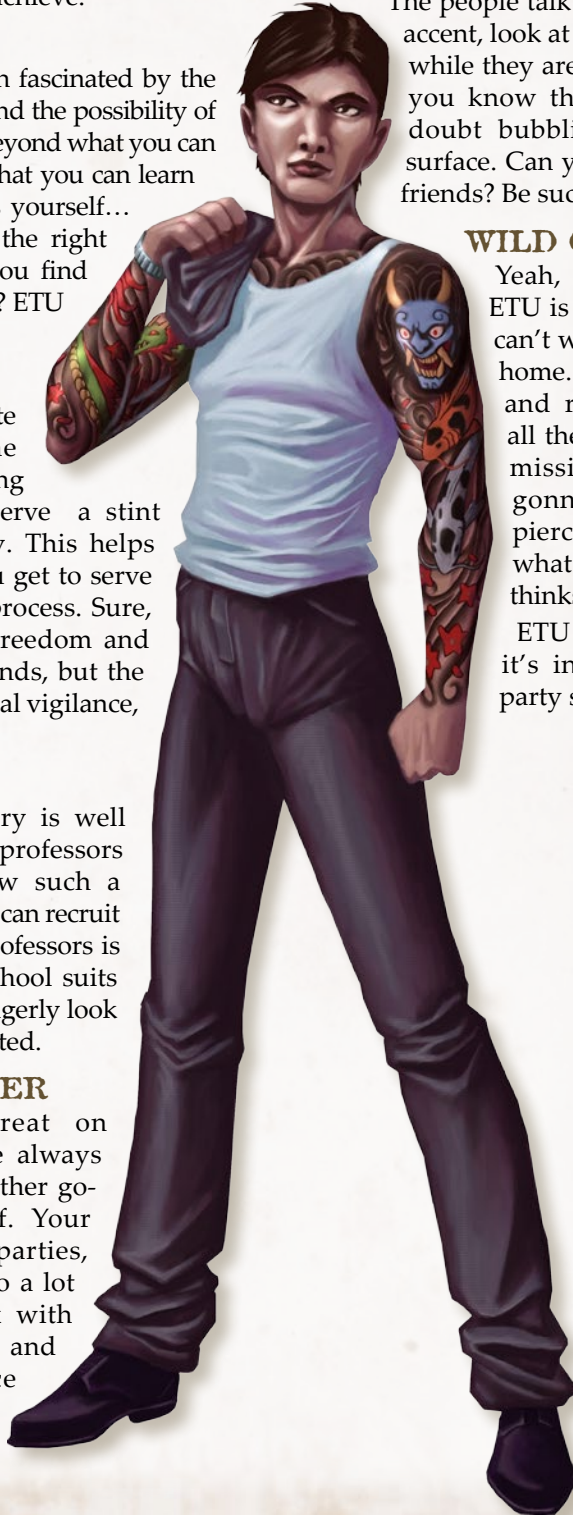 achieve.
n fascinated by the
nd the possibility of
eyond what you can
hat you can learn
yourself…
the right
ou find
? ETU
te
ne
ng
erve a stint
y. This helps
u get to serve
process. Sure,
reedom and
nds, but the
al vigilance,
ry is well
professors
w such a
can recruit
ofessors is
hool suits
gerly look
ted.
ER
reat on
e always
ther go-
f. Your
parties,
o a lot
with
and
ce
The people talk
accent, look at
while they are
you know th
doubt bubbli
surface. Can y
friends? Be suc
WILD
Yeah,
ETU is
can't w
home.
and r
all the
missi
gonn
pierc
what
thinks
ETU
it's in
party s